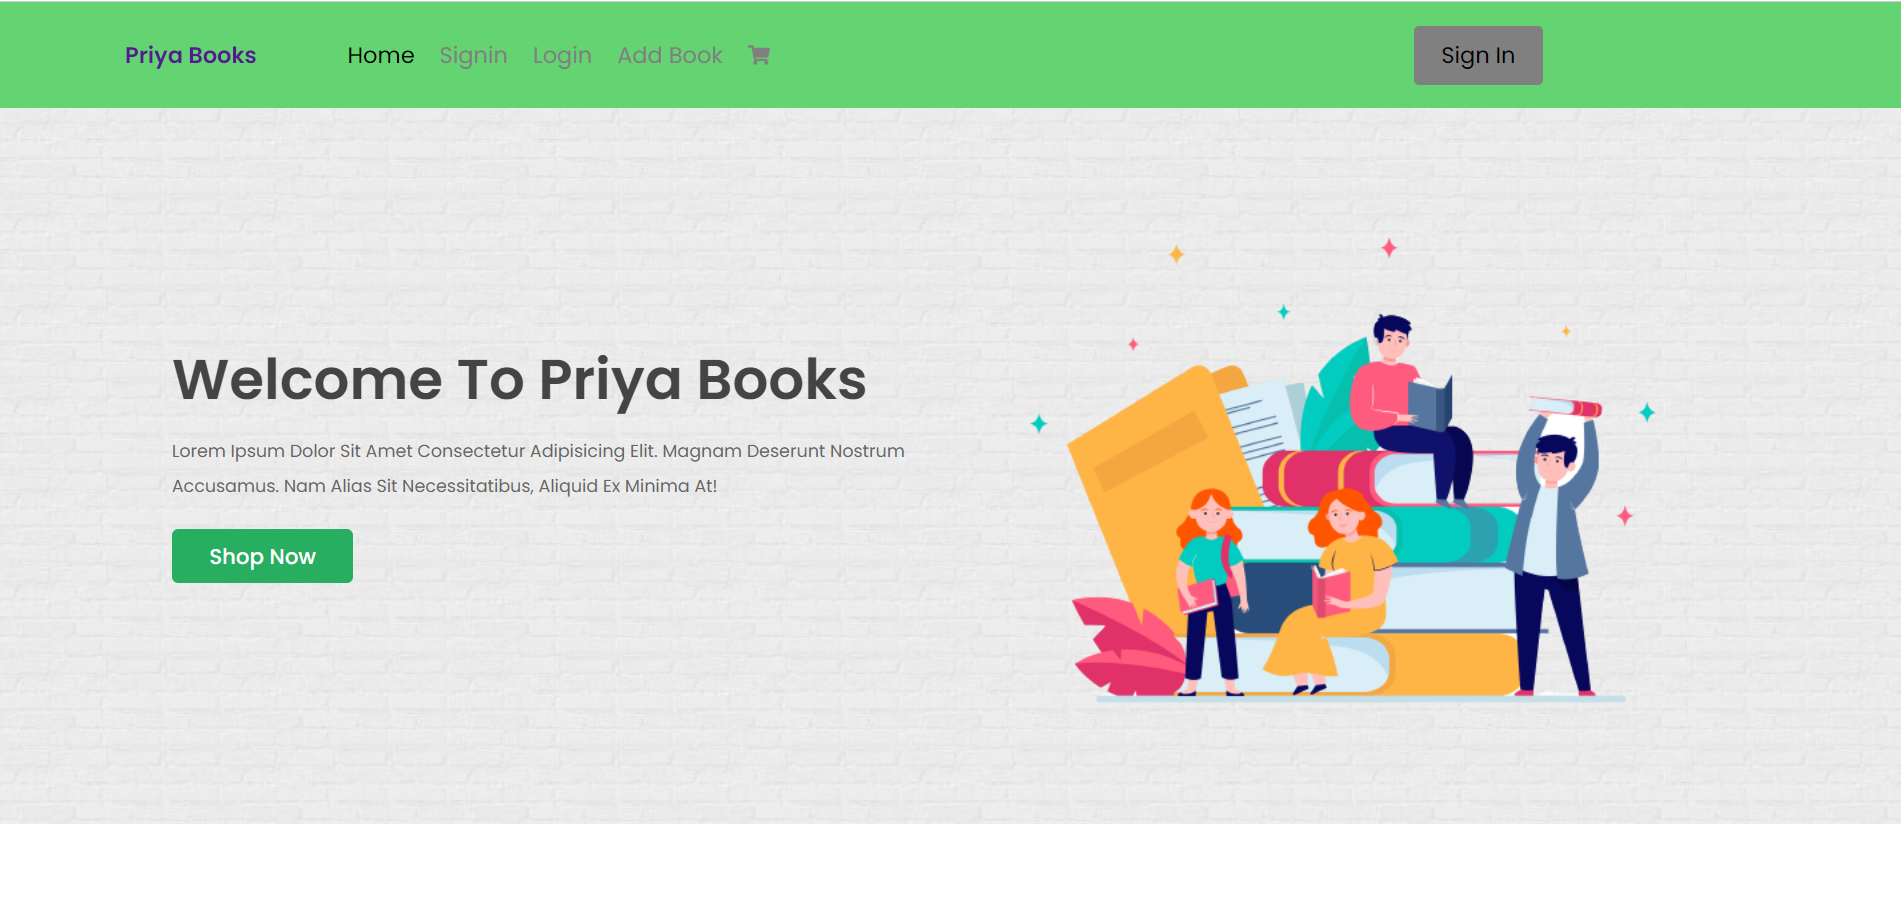 Priya Books Home Signin Login Add Book Sign In
Welcome To Priya Books
Lorem Ipsum Dolor Sit Amet Consectetur Adipisicing Elit. Magnam Deserunt Nostrum
Accusamus. Nam Alias Sit Necessitatibus, Aliquid Ex Minima At!
Shop Now